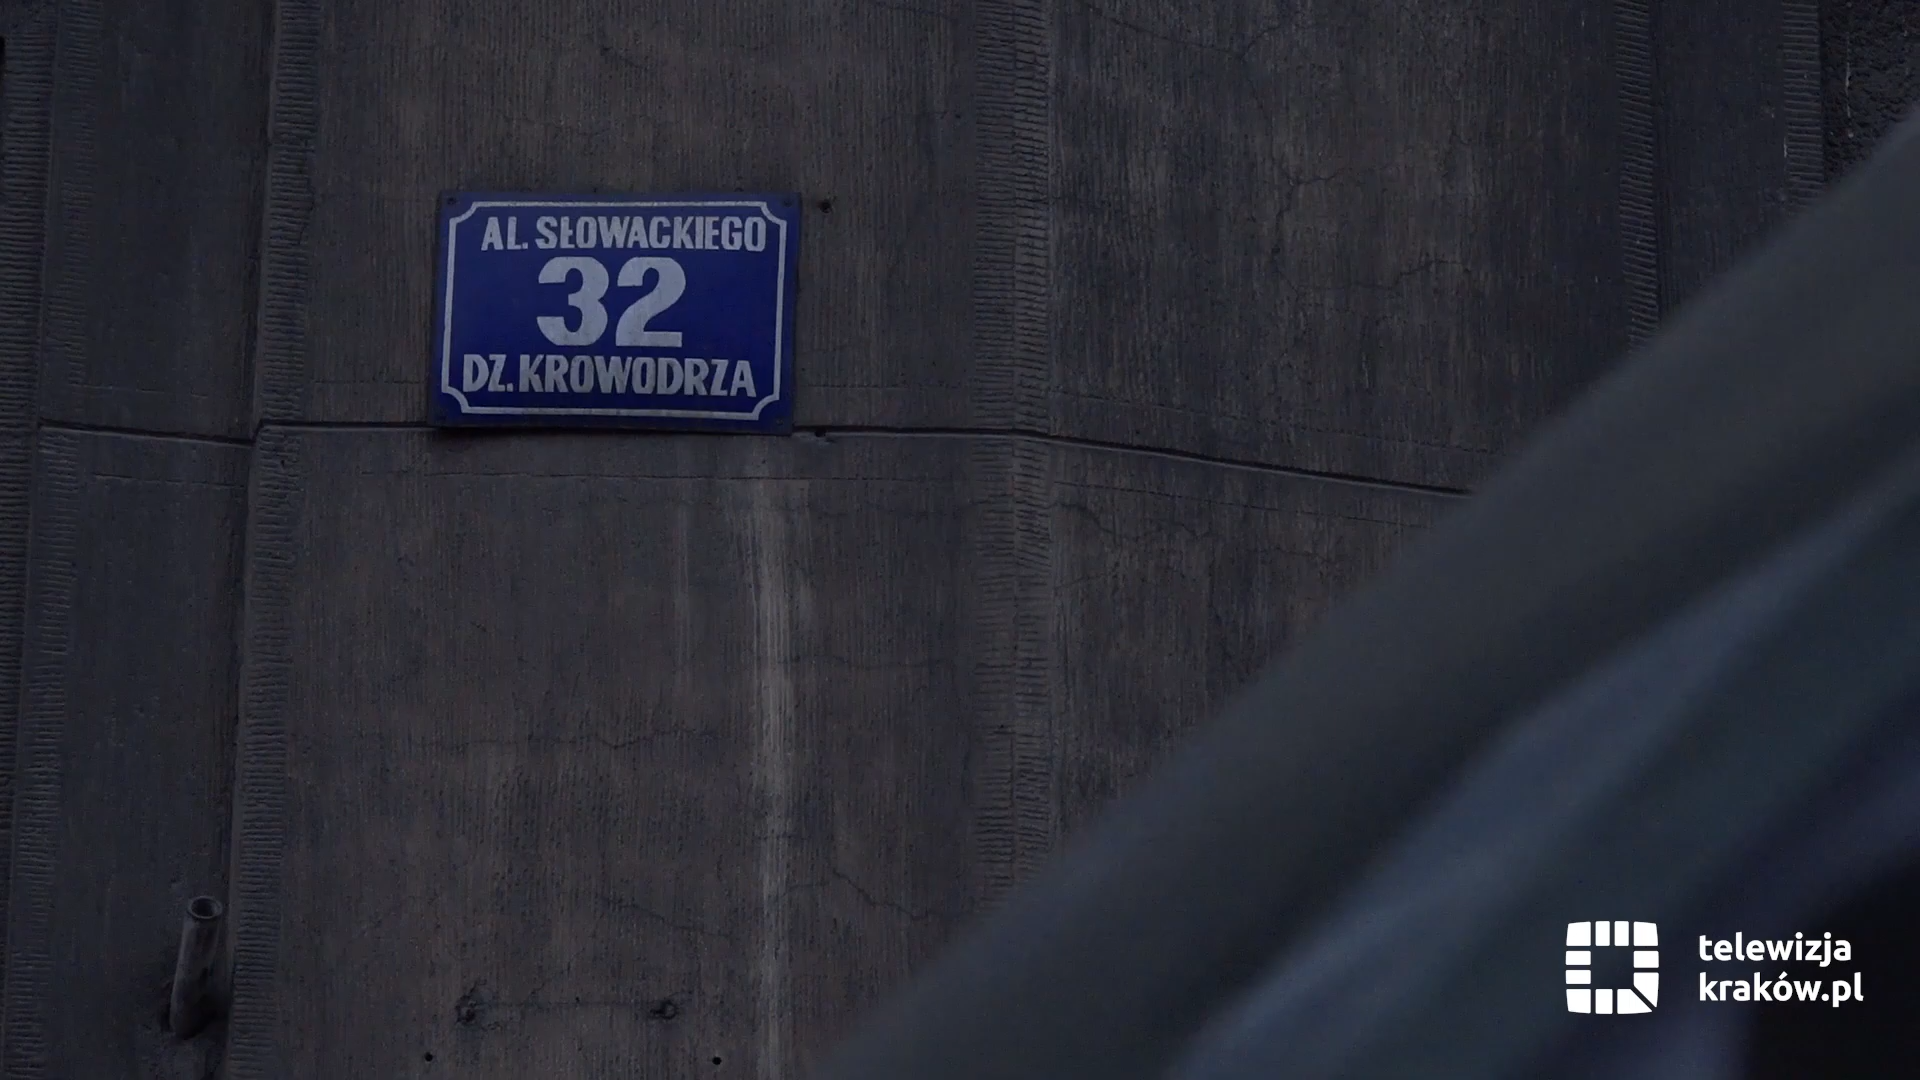 AL. SŁOWACKIEGO
32
DZ. KROWODRZA
telewizja
kraków.pl